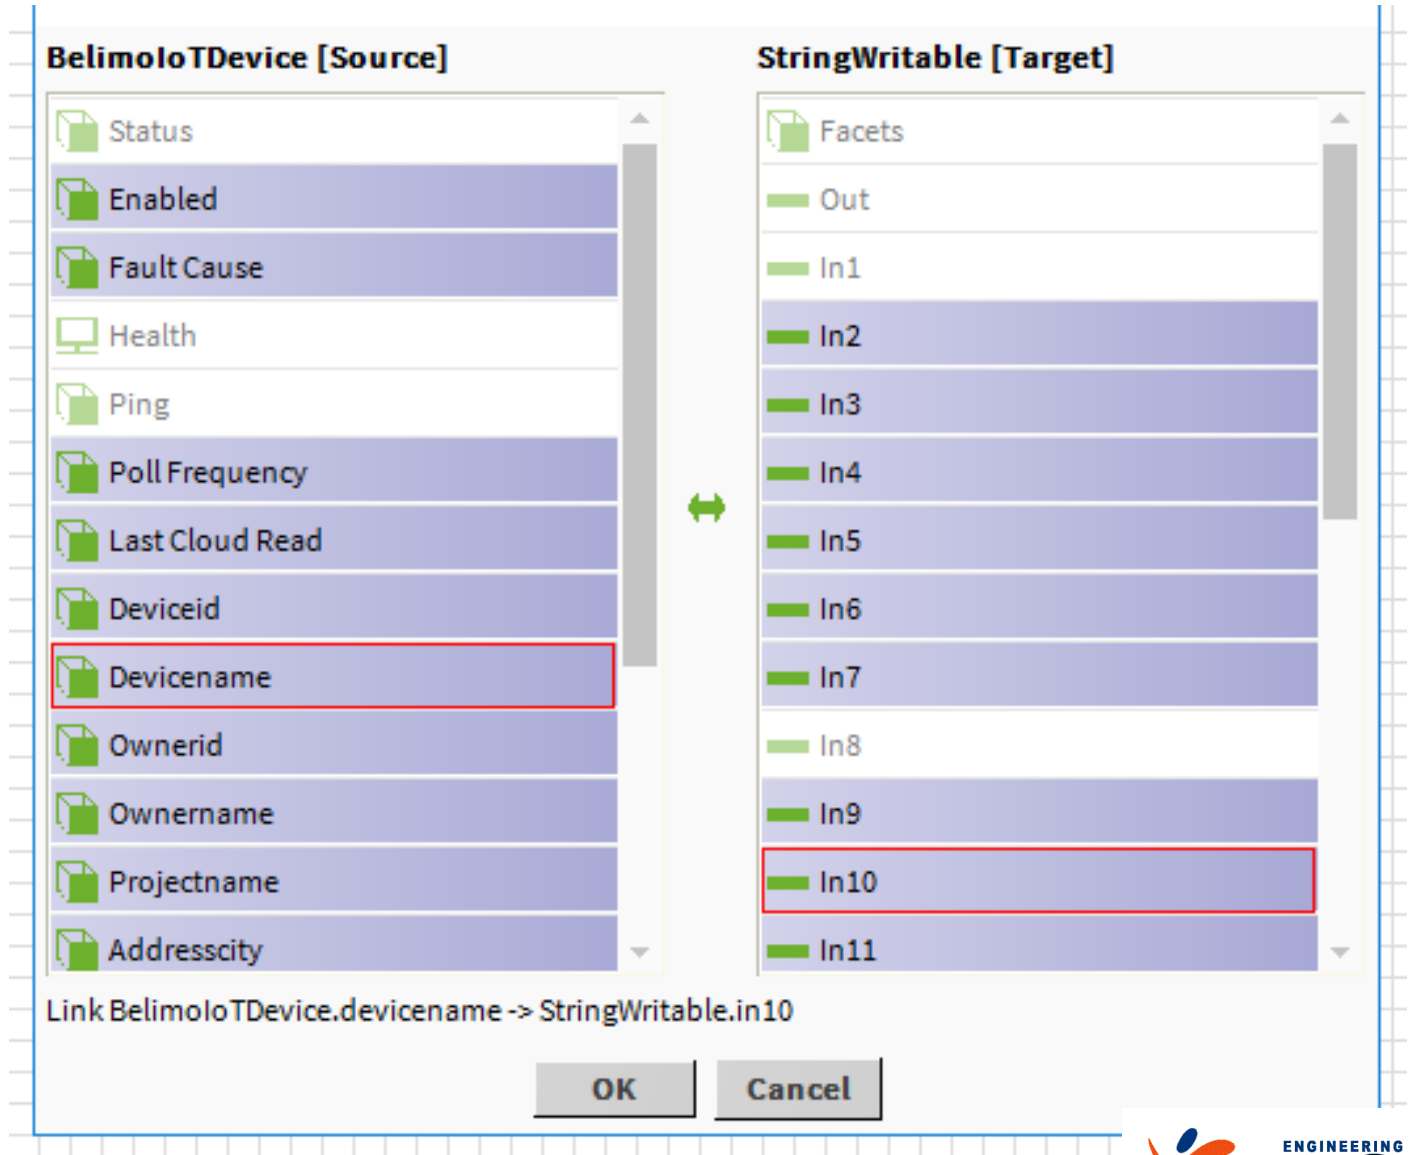 BelimoIoTDevice [Source]
Status
Enabled
Fault Cause
Health
Ping
Poll Frequency
Last Cloud Read
Deviceid
Devicename
Ownerid
Ownername
Projectname
Addresscity
StringWritable [Target]
Facets
Out
In1
In2
In3
In4
In5
In6
In7
In8
In9
In10
In11
Link BelimoIoTDevice.devicename -> StringWritable.in10
OK
Cancel
ENGINEERING